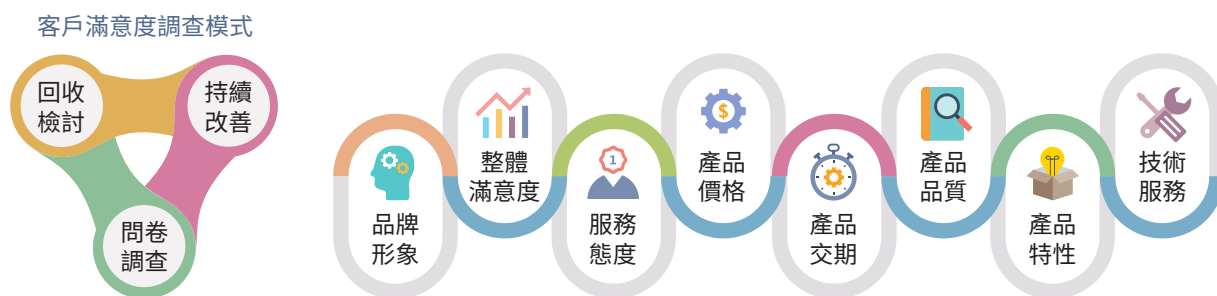 客戶滿意度調查模式
回收
檢討
持續
改善
問卷
調查
品牌
形象
整體
滿意度
1
服務
態度
$
產品
價格
產品
交期
產品
品質
產品
特性
技術
服務